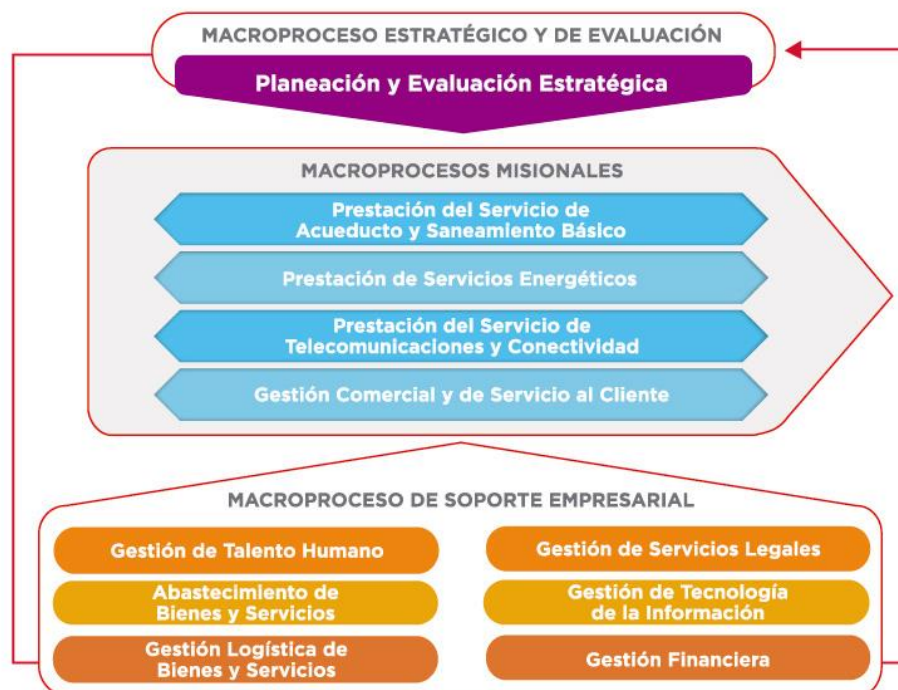 MACROPROCESO ESTRATÉGICO Y DE EVALUACIÓN
Planeación y Evaluación Estratégica
MACROPROCESOS MISIONALES
Prestación del Servicio de
Acueducto y Saneamiento Básico
Prestación de Servicios Energéticos
Prestación del Servicio de
Telecomunicaciones y Conectividad
Gestión Comercial y de Servicio al Cliente
MACROPROCESO DE SOPORTE EMPRESARIAL
Gestión de Talento Humano
Abastecimiento de
Bienes y Servicios
Gestión Logística de
Bienes y Servicios
Gestión de Servicios Legales
Gestión de Tecnología
de la Información
Gestión Financiera